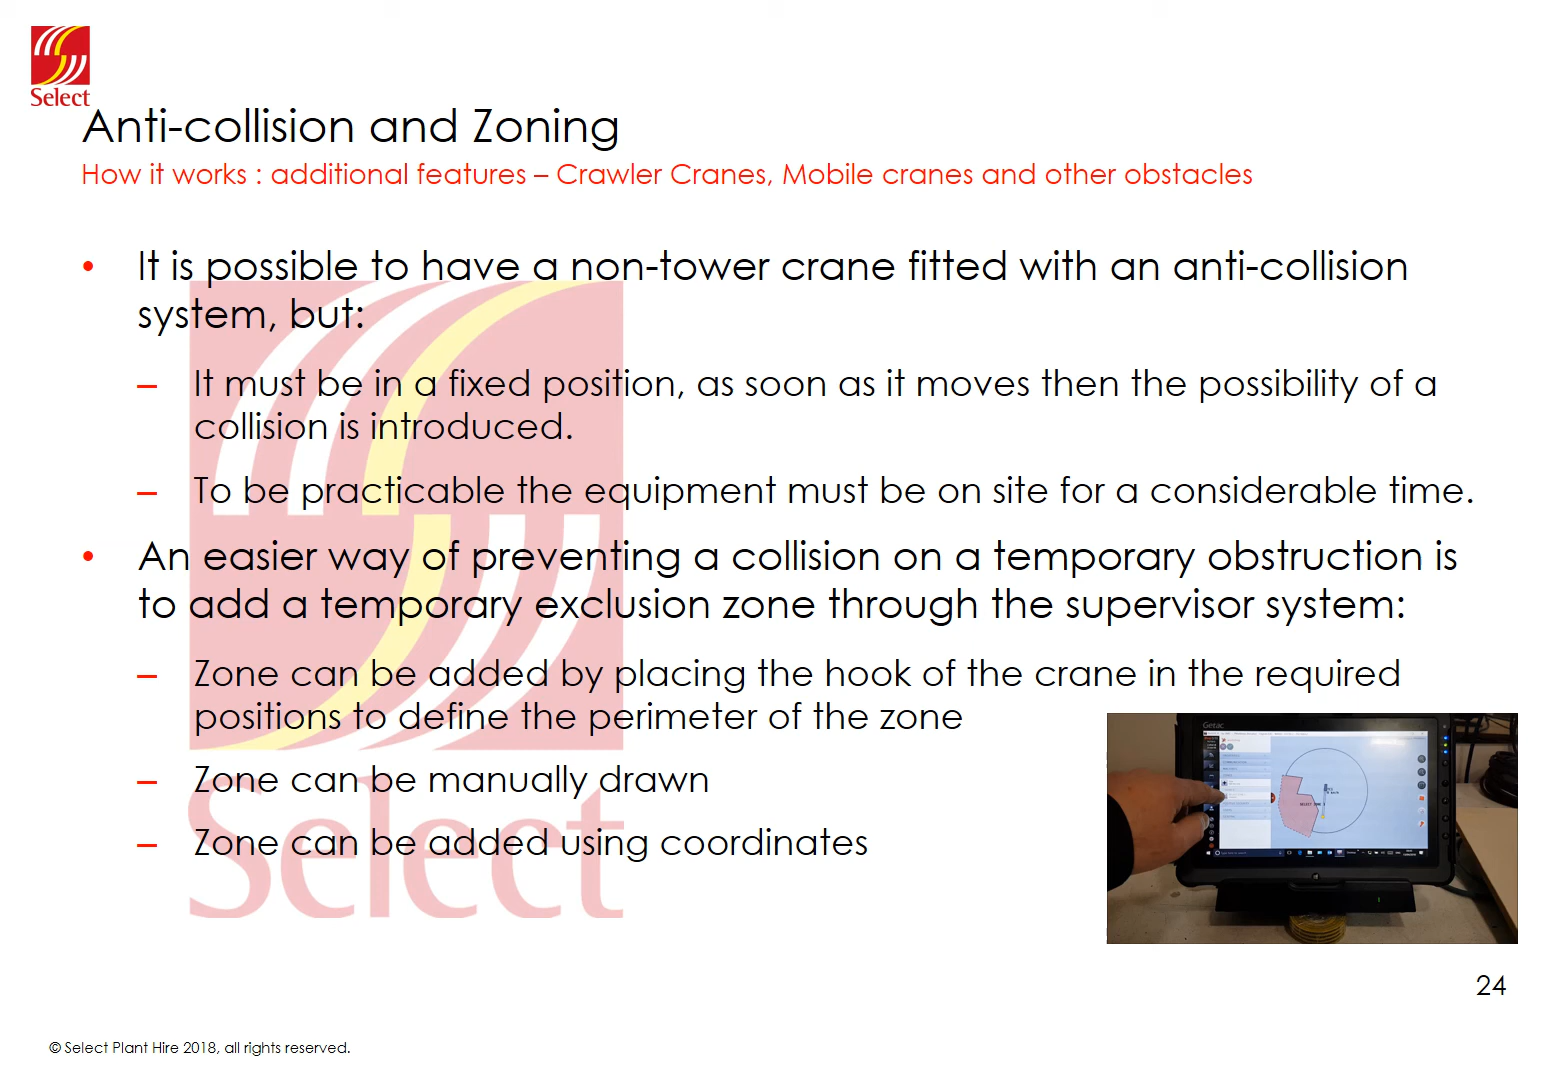 Select
Anti-collision and Zoning
How it works : additional features – Crawler Cranes, Mobile cranes and other obstacles
• It is possible to have a non-tower crane fitted with an anti-collision
system, but:
– It must be in a fixed position, as soon as it moves then the possibility of a
collision is introduced.
– To be practicable the equipment must be on site for a considerable time.
• An easier way of preventing a collision on a temporary obstruction is
to add a temporary exclusion zone through the supervisor system:
– Zone can be added by placing the hook of the crane in the required
positions to define the perimeter of the zone
– Zone can be manually drawn
– Zone can be added using coordinates
Select
Getac
24
© Select Plant Hire 2018, all rights reserved.